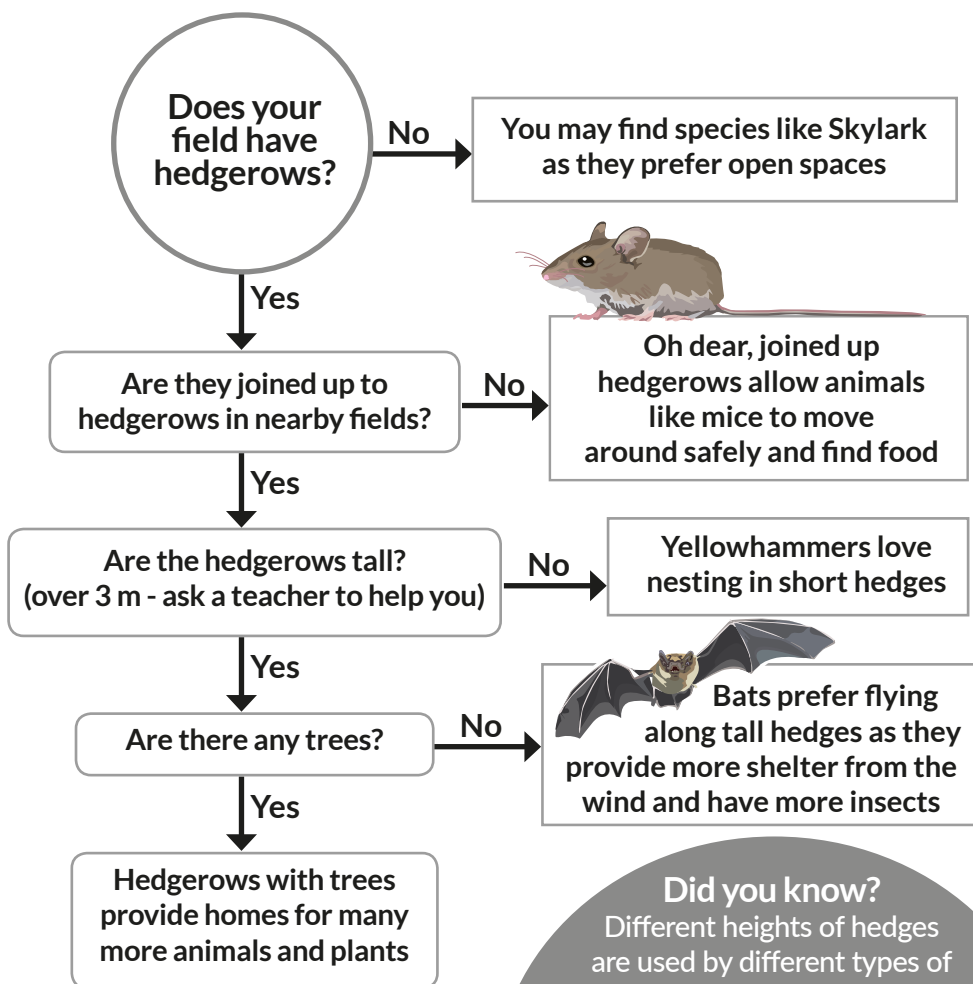 Does your
field have
hedgerows?
No
You may find species like Skylark
as they prefer open spaces
Yes
Are they joined up to
hedgerows in nearby fields?
No
Oh dear, joined up
hedgerows allow animals
like mice to move
around safely and find food
Yes
Are the hedgerows tall?
(over 3 m - ask a teacher to help you)
No
Yellowhammers love
nesting in short hedges
Yes
Are there any trees?
No
Bats prefer flying
along tall hedges as they
provide more shelter from the
wind and have more insects
Yes
Hedgerows with trees
provide homes for many
more animals and plants
Did you know?
Different heights of hedges
are used by different types of